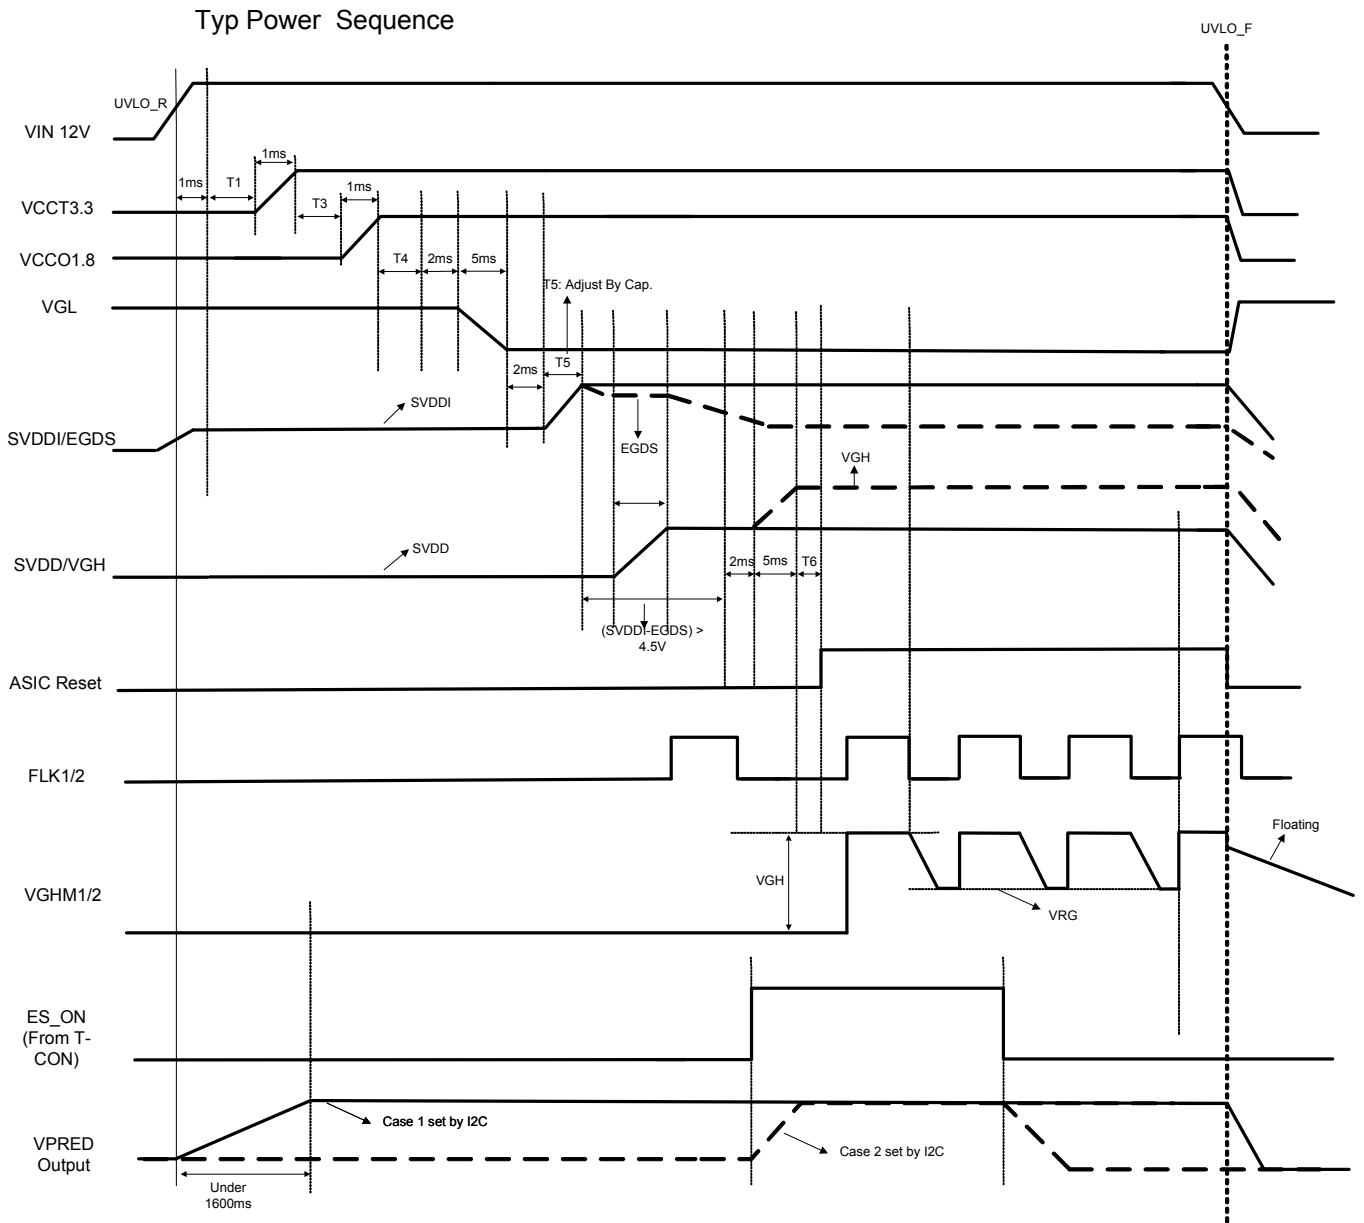 Typ Power  Sequence
UVLO_F
UVLO_R
VIN 12V
1ms
1ms
T1
1ms
VCCT3.3
T3
VCCO1.8
T4
2ms
5ms
T5: Adjust By Cap.
VGL
2ms
T5
SVDDI
SVDDI/EGDS
EGDS
VGH
SVDD
SVDD/VGH
2ms
5ms
T6
(SVDDI-EGDS) >
4.5V
ASIC Reset
FLK1/2
Floating
VGH
VGHM1/2
VRG
ES_ON
(From T-
CON)
Case 1 set by I2C
VPRED
Output
Case 2 set by I2C
Under
1600ms